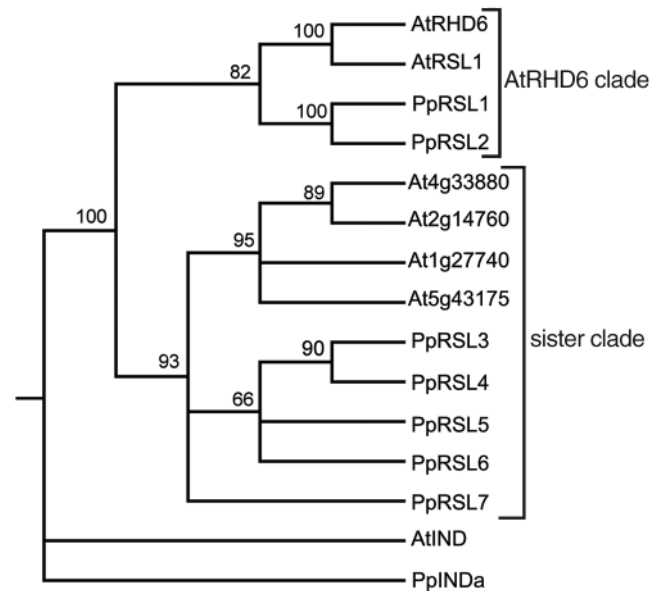 AtRHD6
100
AtRSL1
82
AtRHD6 clade
PpRSL1
100
PpRSL2
At4g33880
89
100
At2g14760
95
At1g27740
At5g43175
PpRSL3
sister clade
90
93
PpRSL4
66
PpRSL5
PpRSL6
PpRSL7
AtIND
PpINDa